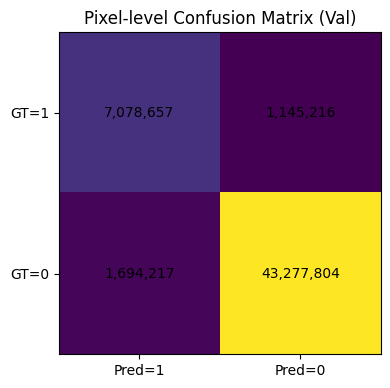 Pixel-level Confusion Matrix (Val)
GT=1
7,078,657
1,145,216
GT=0
1,694,217
43,277,804
Pred=1
Pred=0